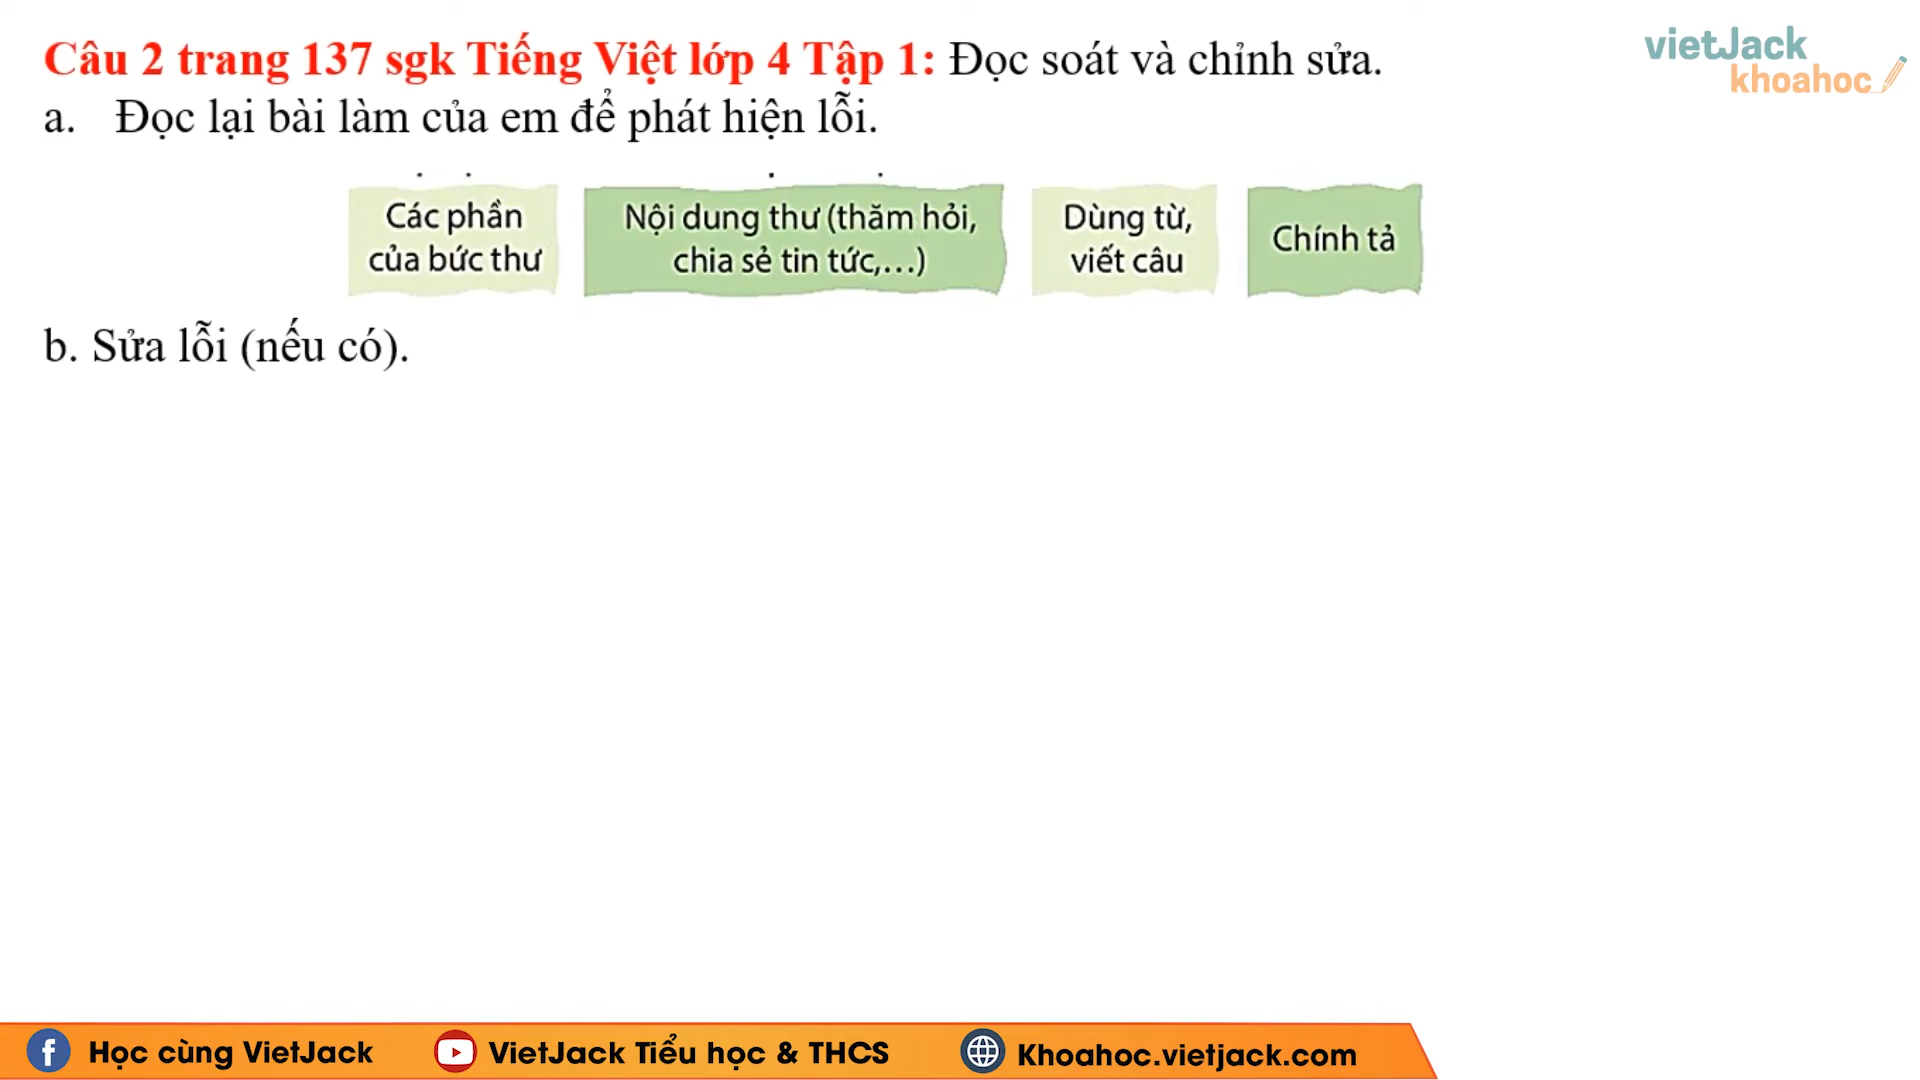 Câu 2 trang 137 sgk Tiếng Việt lớp 4 Tập 1: Đọc soát và chỉnh sửa.
vietJack
khoahoc
a. Đọc lại bài làm của em để phát hiện lỗi.
Các phần
của bức thư
Nội dung thư (thăm hỏi,
chia sẻ tin tức,...)
Dùng từ,
viết câu
Chính tả
b. Sửa lỗi (nếu có).
Học cùng VietJack
VietJack Tiểu học & THCS
Khoahoc.vietjack.com